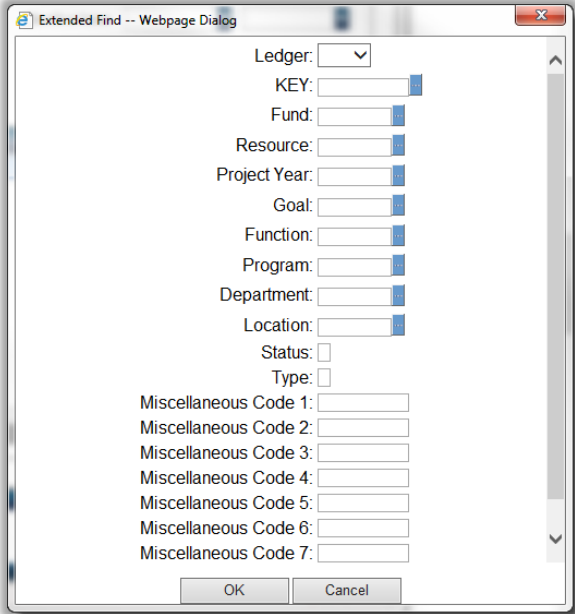 Extended Find -- Webpage Dialog
Ledger:
KEY:
Fund:
Resource:
Project Year:
Goal:
Function:
Program:
Department:
Location:
Status:
Type:
Miscellaneous Code 1:
Miscellaneous Code 2:
Miscellaneous Code 3:
Miscellaneous Code 4:
Miscellaneous Code 5:
Miscellaneous Code 6:
Miscellaneous Code 7:
OK Cancel